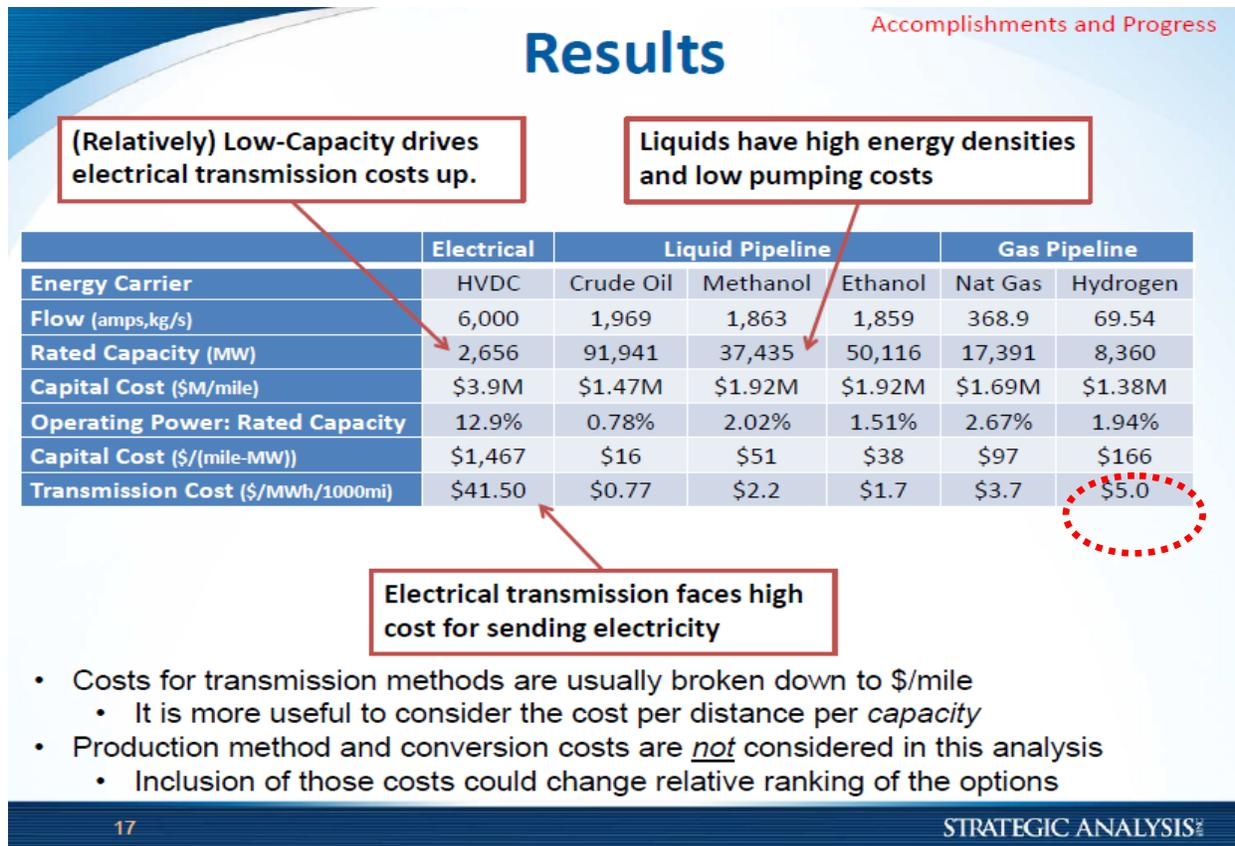 Accomplishments and Progress
Results
(Relatively) Low-Capacity drives
electrical transmission costs up.
Liquids have high energy densities
and low pumping costs
Electrical Liquid Pipeline Gas Pipeline
Energy Carrier HVDC Crude Oil Methanol Ethanol Nat Gas Hydrogen
Flow (amps,kg/s) 6,000 1,969 1,863 1,859 368.9 69.54
Rated Capacity (MW) 2,656 91,941 37,435 50,116 17,391 8,360
Capital Cost ($M/mile) $3.9M $1.47M $1.92M $1.92M $1.69M $1.38M
Operating Power: Rated Capacity 12.9% 0.78% 2.02% 1.51% 2.67% 1.94%
Capital Cost ($/(mile-MW)) $1,467 $16 $51 $38 $97 $166
Transmission Cost ($/MWh/1000mi) $41.50 $0.77 $2.2 $1.7 $3.7 $5.0
Electrical transmission faces high
cost for sending electricity
• Costs for transmission methods are usually broken down to $/mile
• It is more useful to consider the cost per distance per capacity
• Production method and conversion costs are not considered in this analysis
• Inclusion of those costs could change relative ranking of the options
17
STRATEGIC ANALYSIS